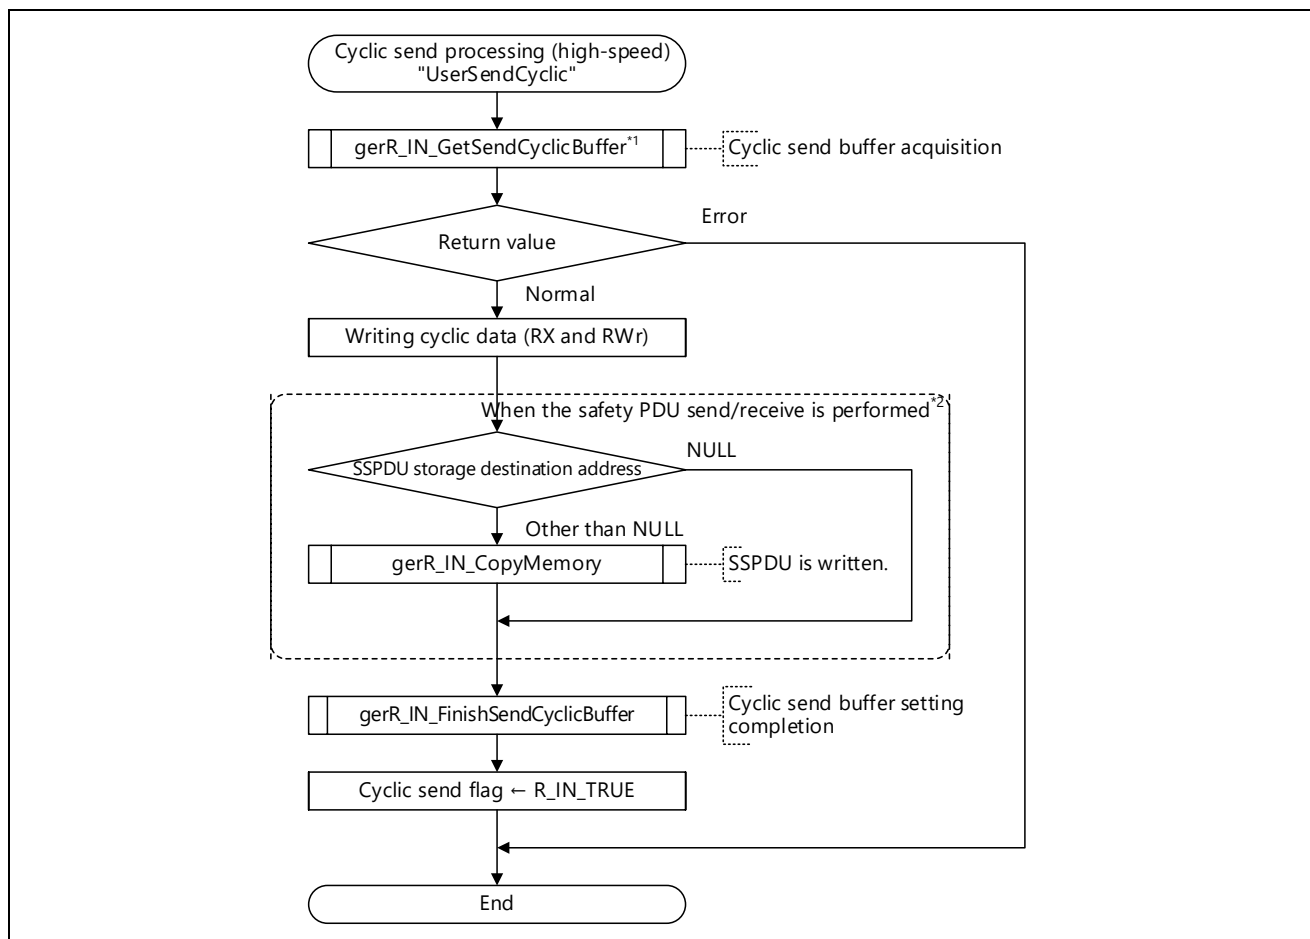 Cyclic send processing (high-speed)
"UserSendCyclic"
gerR_IN_GetSendCyclicBuffer*1
Cyclic send buffer acquisition
Error
Return value
Normal
Writing cyclic data (RX and RWr)
When the safety PDU send/receive is performed*2
NULL
SSPDU storage destination address
Other than NULL
gerR_IN_CopyMemory
SSPDU is written.
gerR_IN_FinishSendCyclicBuffer
Cyclic send buffer setting
completion
Cyclic send flag ← R_IN_TRUE
End